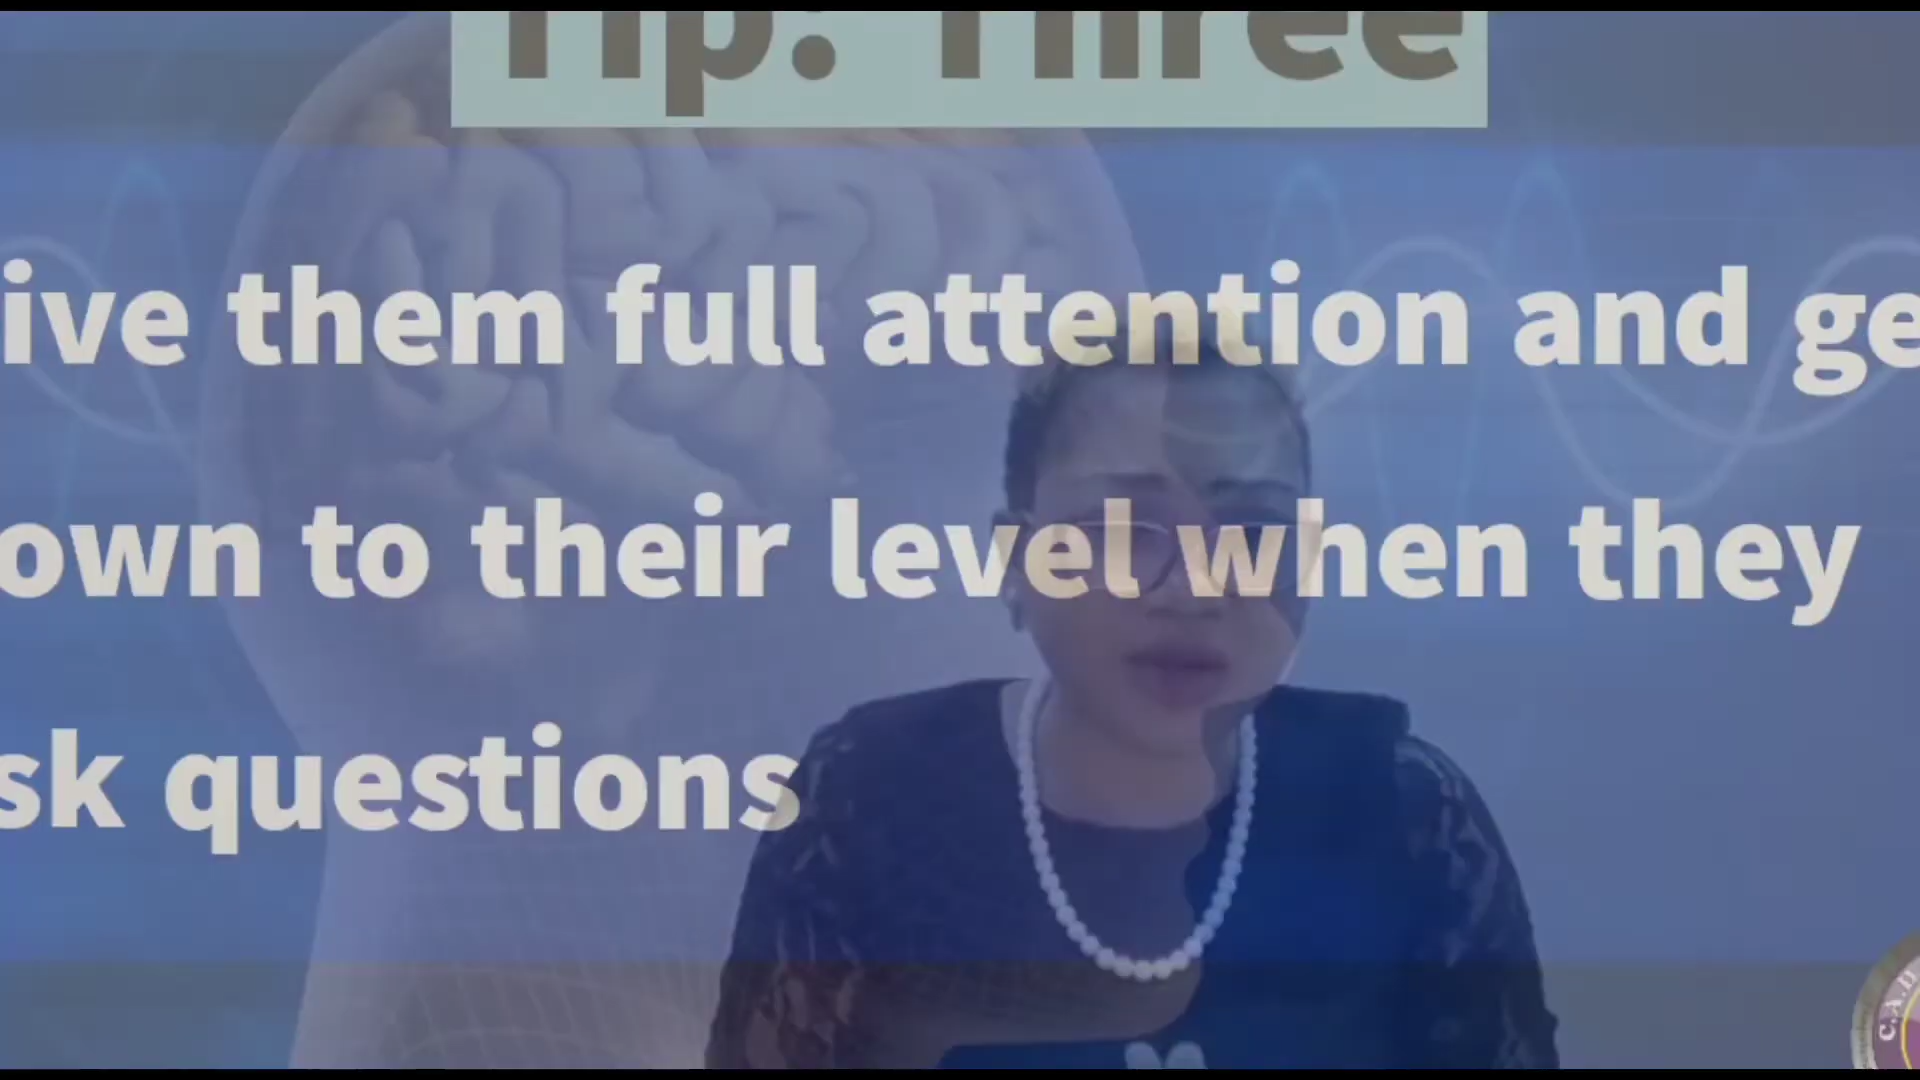 Tip: Three
ive them full attention and ge
own to their level when they
sk questions
C.A.D